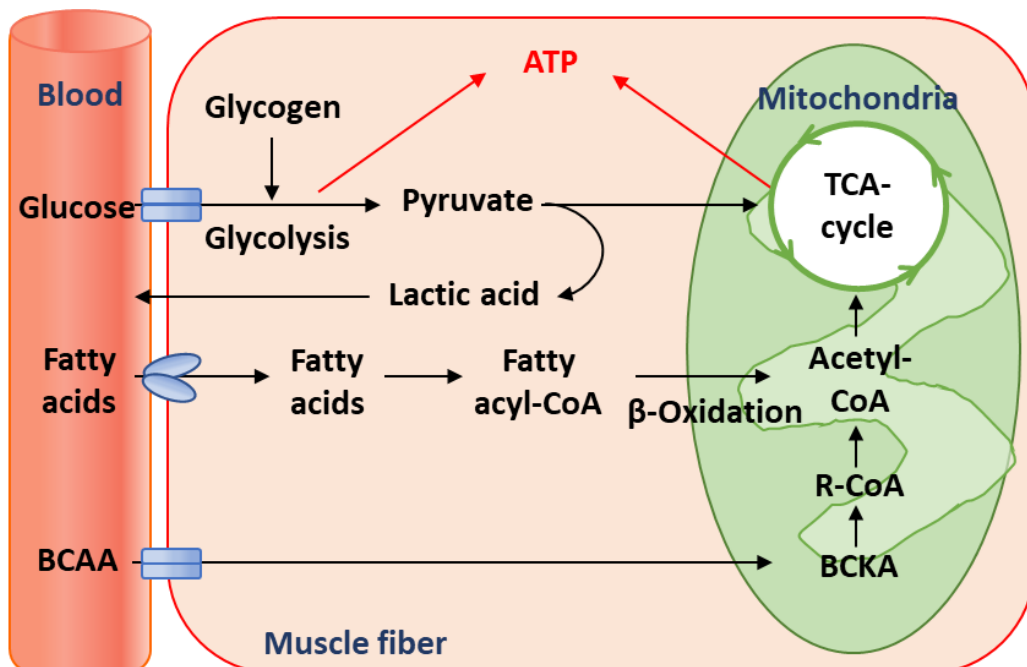 ATP
Blood
Mitochondria
Glycogen
TCA-
cycle
Glucose
Pyruvate
Glycolysis
Lactic acid
Fatty
acids
Fatty
acids
Fatty
acyl-CoA
β-Oxidation
Acetyl-
CoA
R-CoA
BCAA
BCKA
Muscle fiber